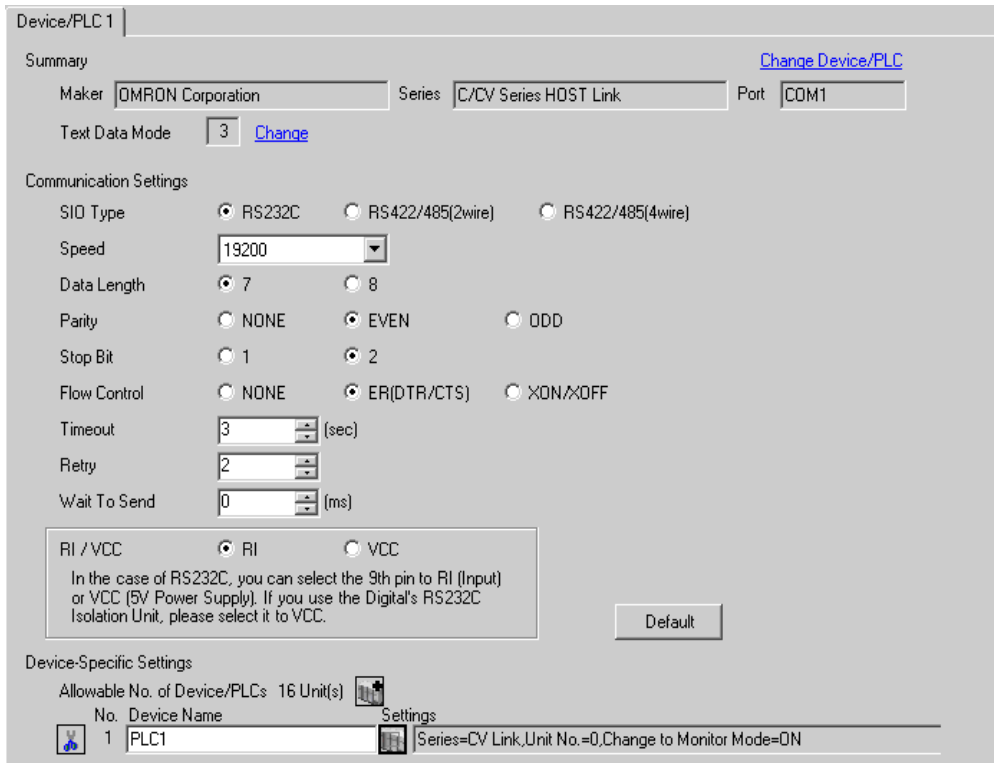 Device/PLC 1
Summary Change Device/PLC
Maker OMRON Corporation Series C/CV Series HOST Link Port COM1
Text Data Mode 3 Change
Communication Settings
SIO Type RS232C RS422/485(2wire) RS422/485(4wire)
Speed 19200
Data Length 7 8
Parity NONE EVEN ODD
Stop Bit 1 2
Flow Control NONE ER(DTR/CTS) XON/XOFF
Timeout 3 (sec)
Retry 2
Wait To Send 0 (ms)
RI / VCC RI VCC
In the case of RS232C, you can select the 9th pin to RI (Input)
or VCC (5V Power Supply). If you use the Digital's RS232C
Isolation Unit, please select it to VCC.
Default
Device-Specific Settings
Allowable No. of Device/PLCs 16 Unit(s)
No. Device Name Settings
1 PLC1 Series=CV Link,Unit No.=0,Change to Monitor Mode=ON